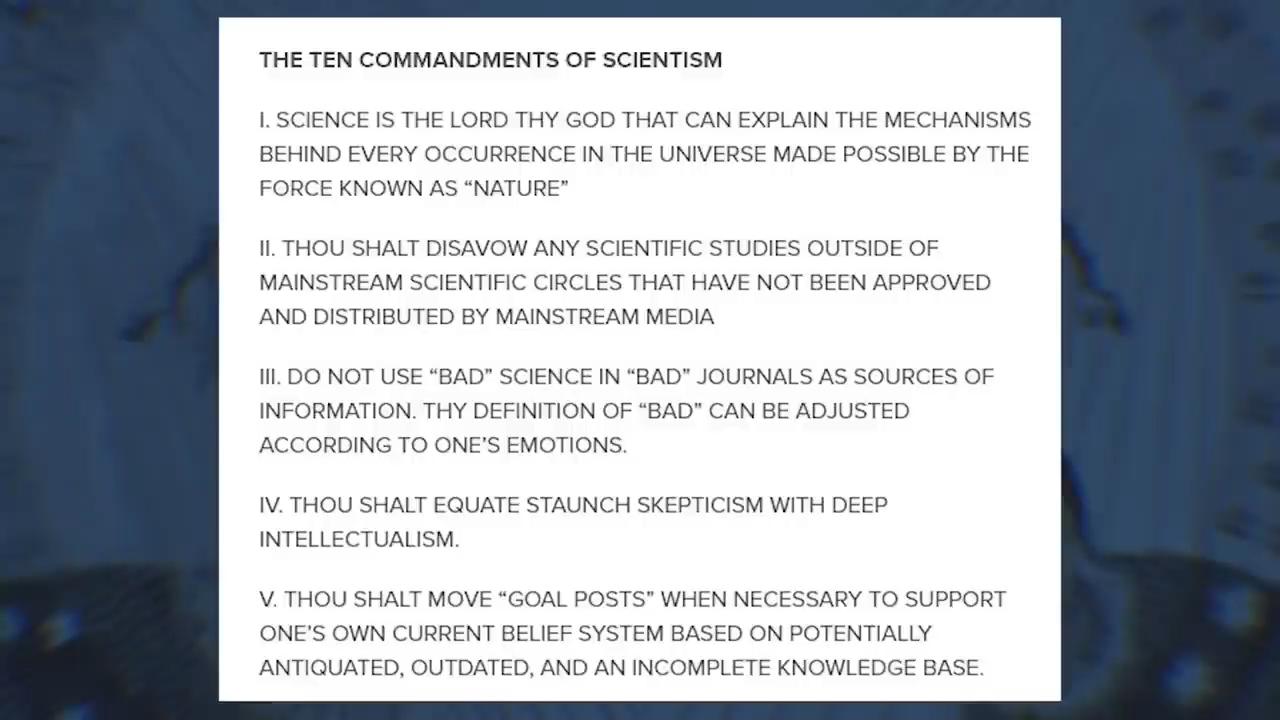 THE TEN COMMANDMENTS OF SCIENTISM
I. SCIENCE IS THE LORD THY GOD THAT CAN EXPLAIN THE MECHANISMS
BEHIND EVERY OCCURRENCE IN THE UNIVERSE MADE POSSIBLE BY THE
FORCE KNOWN AS “NATURE”
II. THOU SHALT DISAVOW ANY SCIENTIFIC STUDIES OUTSIDE OF
MAINSTREAM SCIENTIFIC CIRCLES THAT HAVE NOT BEEN APPROVED
AND DISTRIBUTED BY MAINSTREAM MEDIA
III. DO NOT USE “BAD” SCIENCE IN “BAD” JOURNALS AS SOURCES OF
INFORMATION. THY DEFINITION OF “BAD” CAN BE ADJUSTED
ACCORDING TO ONE’S EMOTIONS.
IV. THOU SHALT EQUATE STAUNCH SKEPTICISM WITH DEEP
INTELLECTUALISM.
V. THOU SHALT MOVE “GOAL POSTS” WHEN NECESSARY TO SUPPORT
ONE’S OWN CURRENT BELIEF SYSTEM BASED ON POTENTIALLY
ANTIQUATED, OUTDATED, AND AN INCOMPLETE KNOWLEDGE BASE.